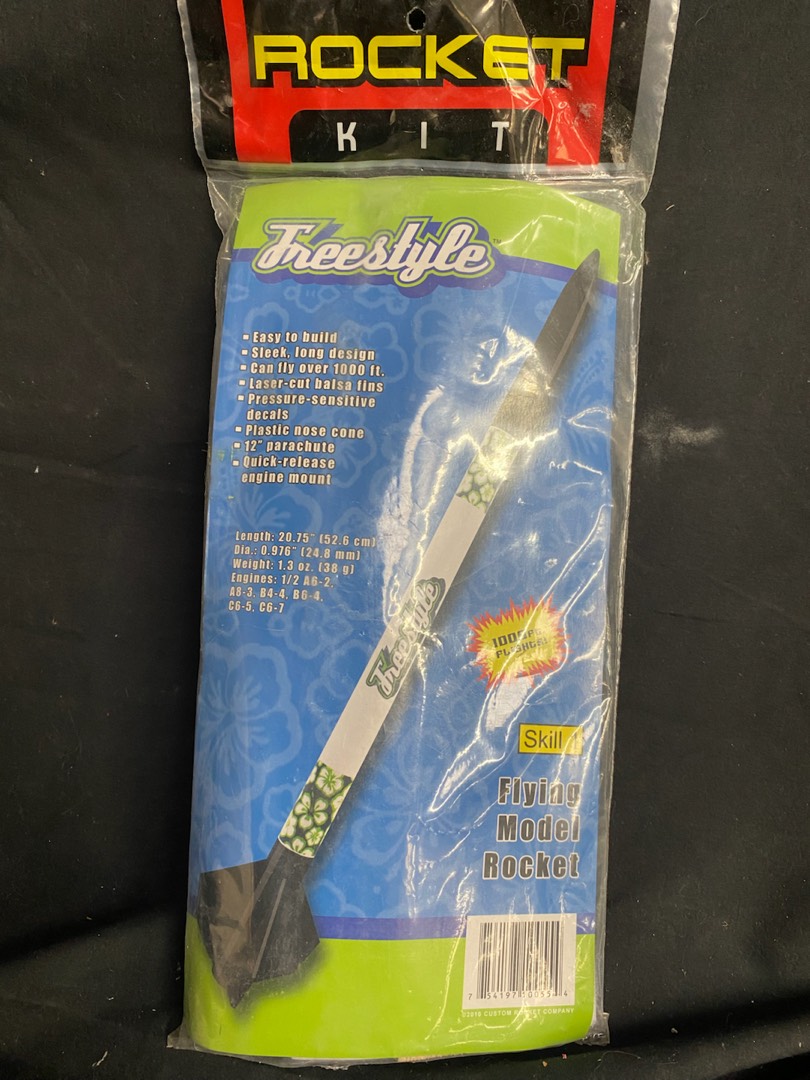 ROCKET
KIT
Freestyle™
▪ Easy to build
▪ Sleek, long design
▪ Can fly over 1000 ft.
▪ Laser-cut balsa fins
▪ Pressure-sensitive
decals
▪ Plastic nose cone
▪ 12" parachute
▪ Quick-release
engine mount
Length: 20.75" (52.6 cm)
Dia.: 0.976" (24.8 mm)
Weight: 1.3 oz. (38 g)
Engines: 1/2 A6-2,
A8-3, B4-4, B6-4,
C6-5, C6-7
Freestyle
Skill 1
Flying
Model
Rocket
COMPANY